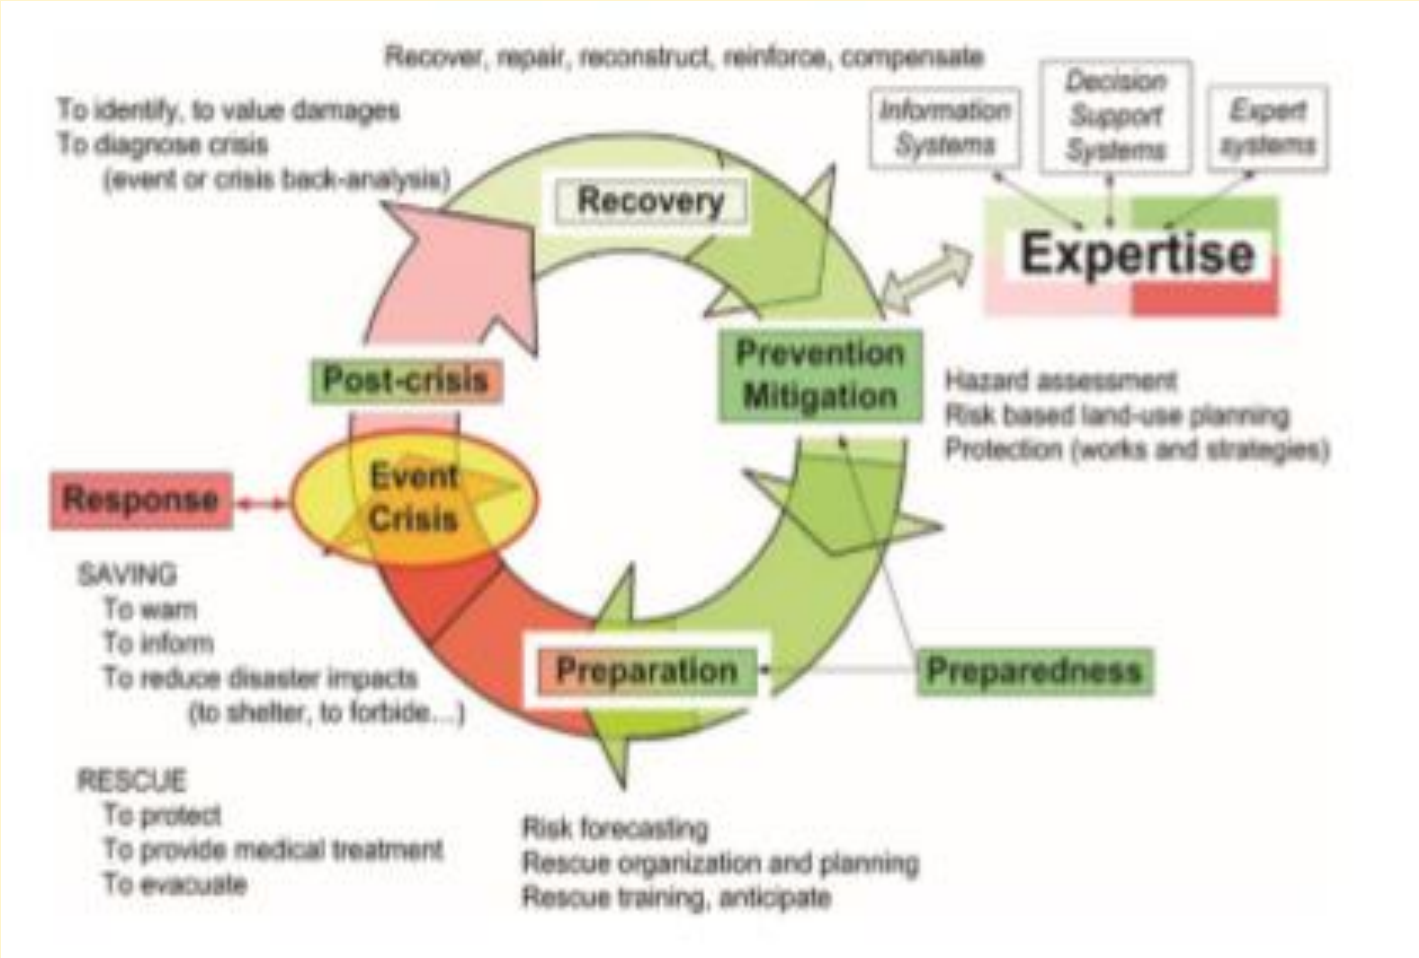 Recover, repair, reconstruct, reinforce, compensate
To identify, to value damages
To diagnose crisis
(event or crisis back-analysis)
Recovery
Information
Systems
Decision
Support
Systems
Expert
systems
Expertise
Prevention
Mitigation
Hazard assessment
Risk based land-use planning
Protection (works and strategies)
Post-crisis
Event
Crisis
Response
SAVING
To warn
To inform
To reduce disaster impacts
(to shelter, to forbide...)
RESCUE
To protect
To provide medical treatment
To evacuate
Preparation
Preparedness
Risk forecasting
Rescue organization and planning
Rescue training, anticipate